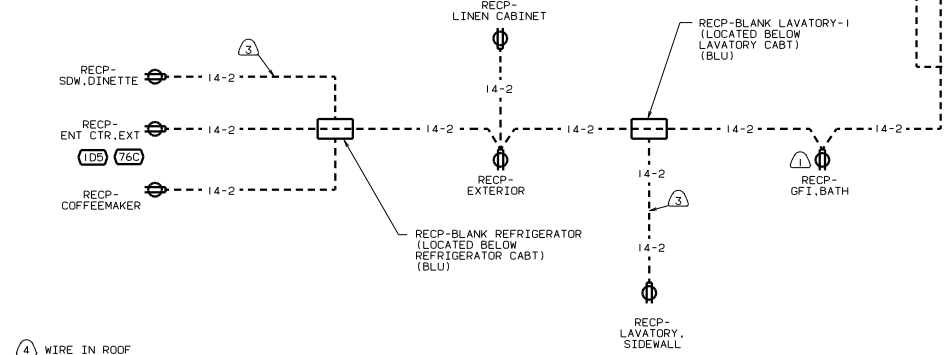 RECP-
LINEN CABINET
RECP-BLANK LAVATORY-1
(LOCATED BELOW
LAVATORY CABT)
(BLU)
3
RECP-
SDW,DINETTE
14-2
14-2
RECP-
ENT CTR,EXT
14-2
14-2
14-2
14-2
14-2
1D5
76C
RECP-
EXTERIOR
1
RECP-
GFI,BATH
14-2
RECP-
COFFEEMAKER
14-2
3
RECP-BLANK REFRIGERATOR
(LOCATED BELOW
REFRIGERATOR CABT)
(BLU)
14-2
RECP-
LAVATORY,
SIDEWALL
4 WIRE IN ROOF